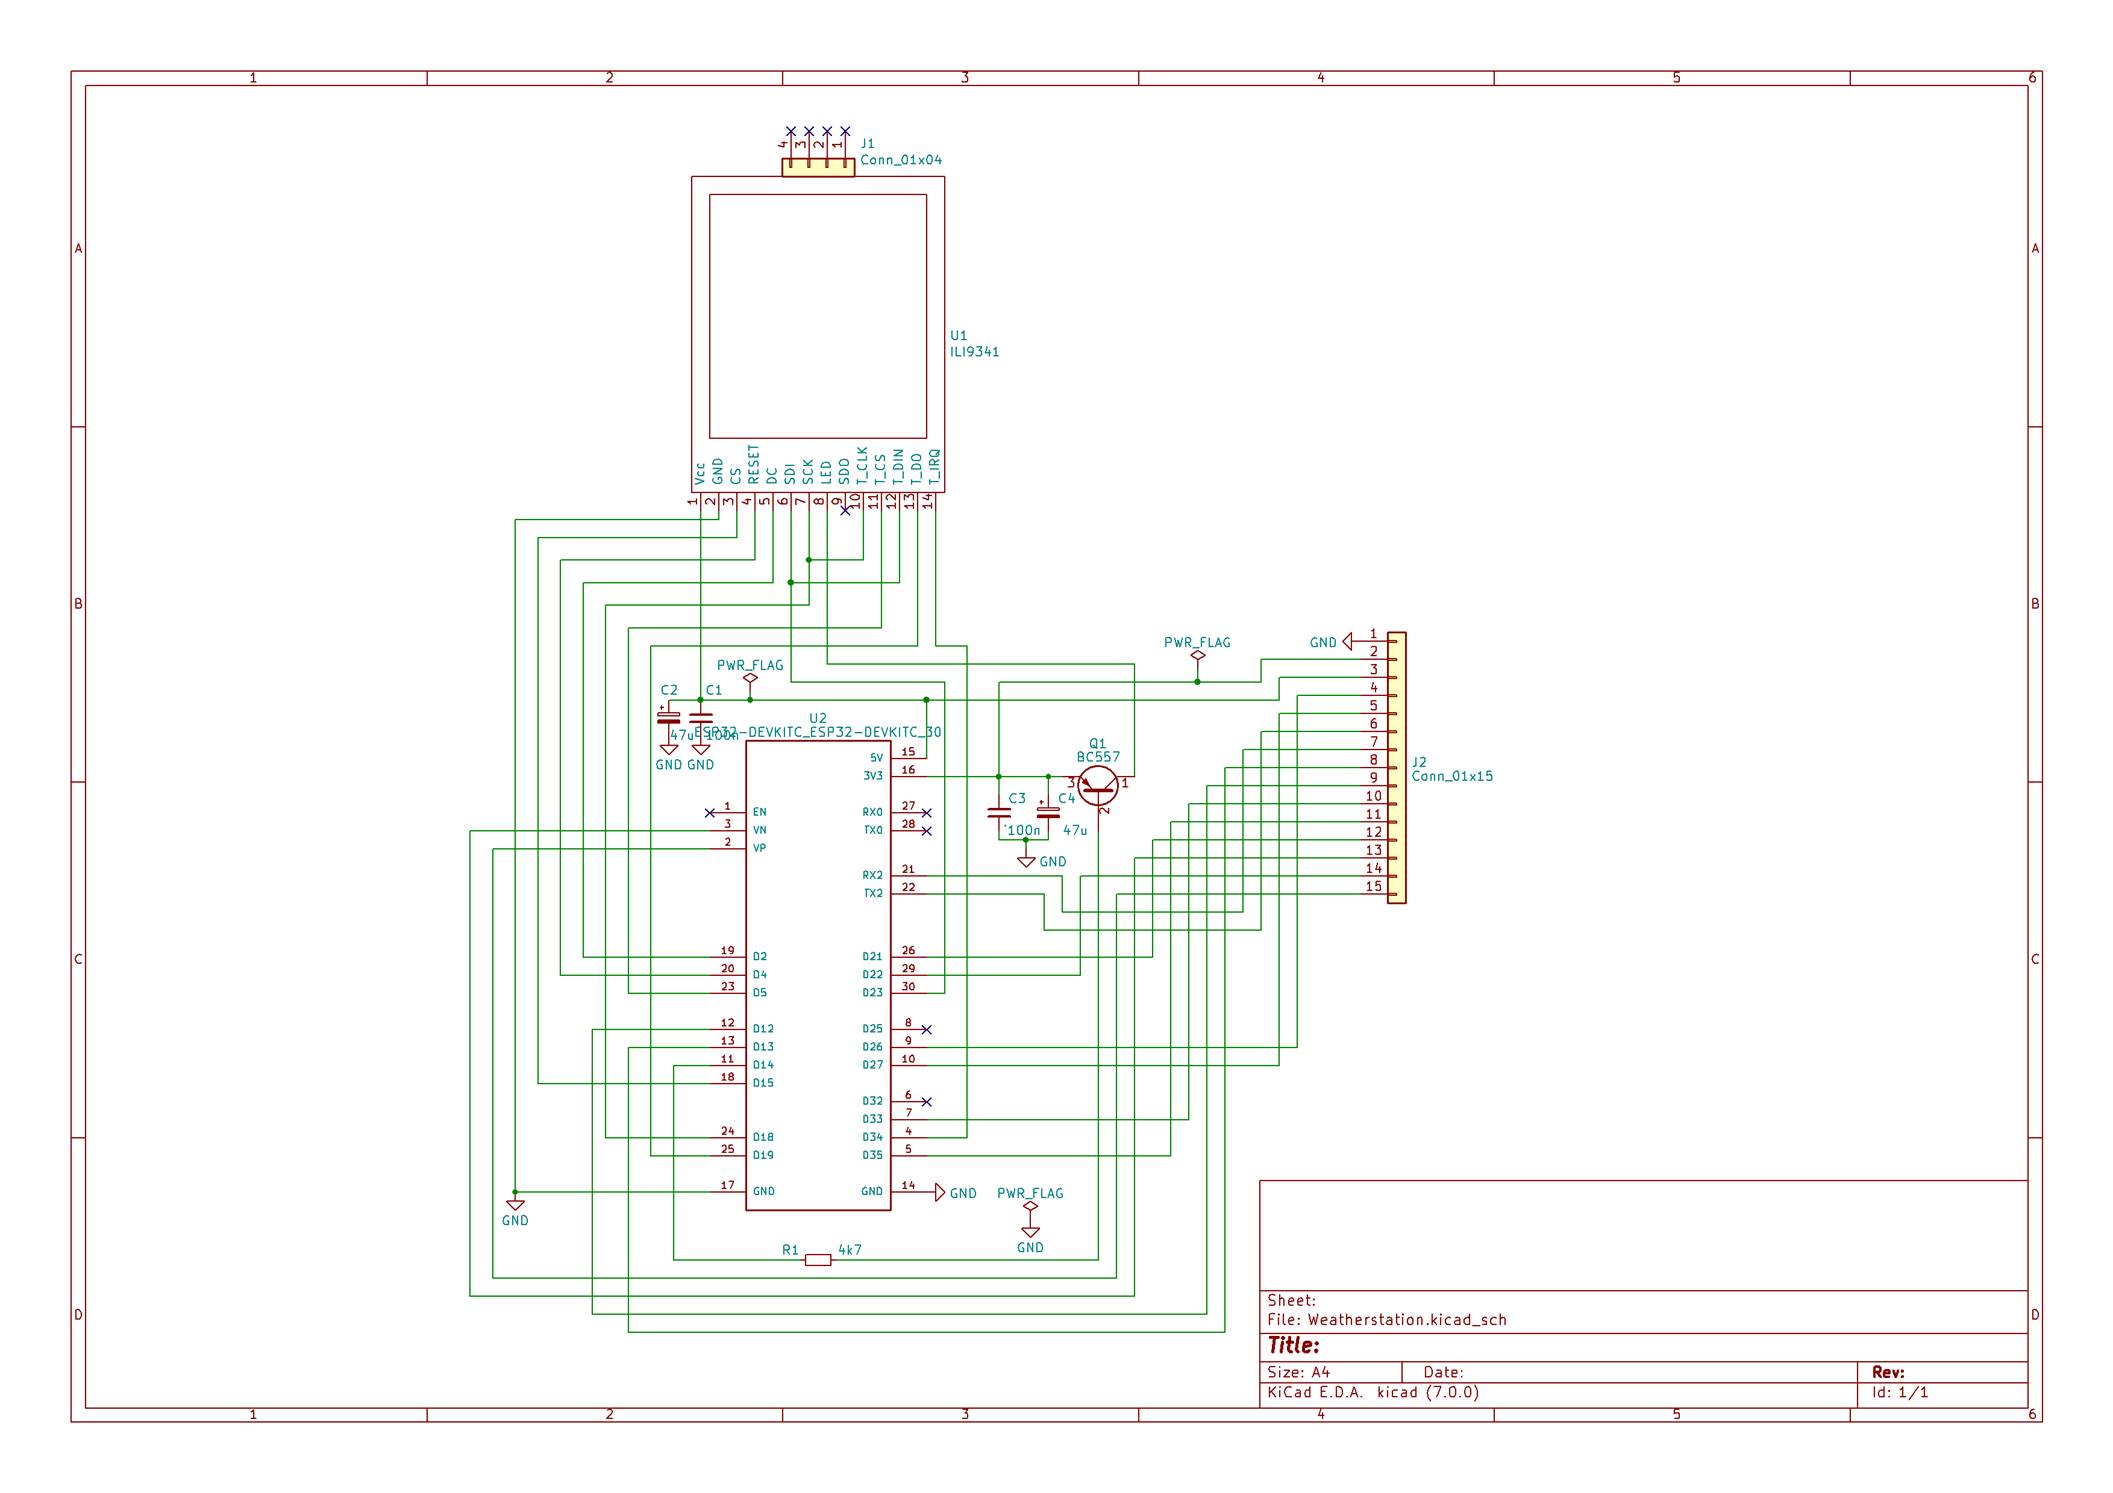 1 2 3 4 5 6
A A
B B
C C
D D
4 3 2 1
J1
Conn_01x04
U1
ILI9341
Vcc GND CS RESET DC SDI SCK LED SDO T_CLK T_CS T_DIN T_DO T_IRQ
1 2 3 4 5 6 7 8 9 10 11 12 13 14
PWR_FLAG
C2 C1
47u 100n
GND GND
U2
ESP32-DEVKITC_ESP32-DEVKITC_30
15 5V
16 3V3
1 EN
3 VN
2 VP
27 RX0
28 TX0
21 RX2
22 TX2
19 D2
20 D4
23 D5
26 D21
29 D22
30 D23
12 D12
13 D13
11 D14
18 D15
8 D25
9 D26
10 D27
6 D32
7 D33
4 D34
5 D35
24 D18
25 D19
17 GND
14 GND
GND
GND
PWR_FLAG
GND
R1 4k7
PWR_FLAG
Q1
BC557
3 1
2
C3 C4
`100n 47u
GND
GND
1
2
3
4
5
6
7
8
9
10
11
12
13
14
15
J2
Conn_01x15
Sheet:
File: Weatherstation.kicad_sch
Title:
Size: A4 Date: Rev:
KiCad E.D.A. kicad (7.0.0) Id: 1/1
1 2 3 4 5 6